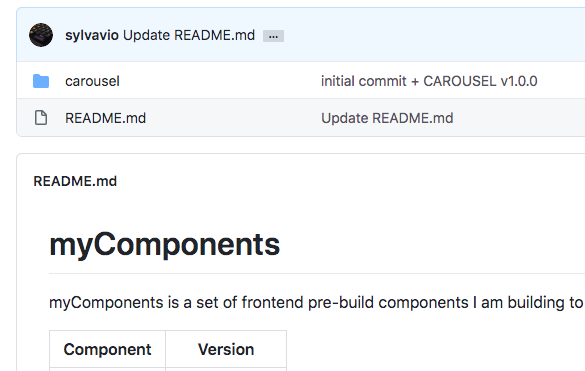 sylvavio Update README.md ...
carousel initial commit + CAROUSEL v1.0.0
README.md Update README.md
README.md
myComponents
myComponents is a set of frontend pre-build components I am building to
Component Version